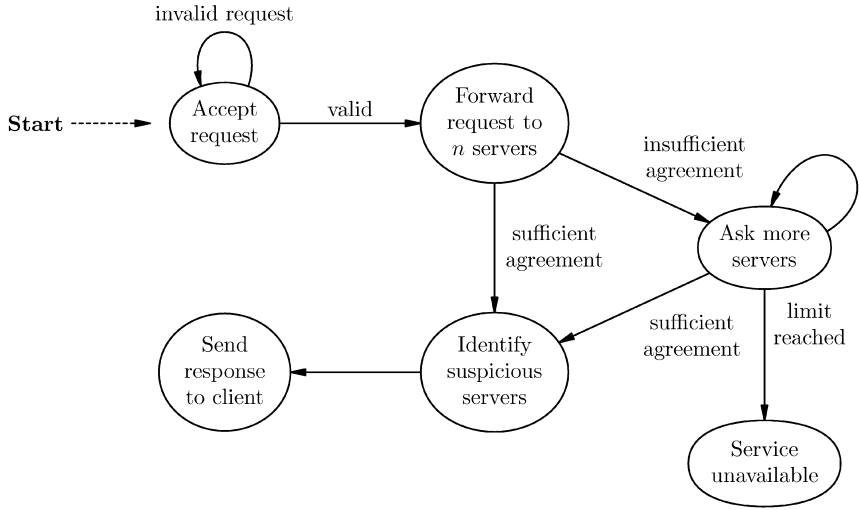 invalid request
Start
Accept
request
valid
Forward
request to
n servers
insufficient
agreement
Ask more
servers
sufficient
agreement
sufficient
agreement
limit
reached
Send
response
to client
Identify
suspicious
servers
Service
unavailable